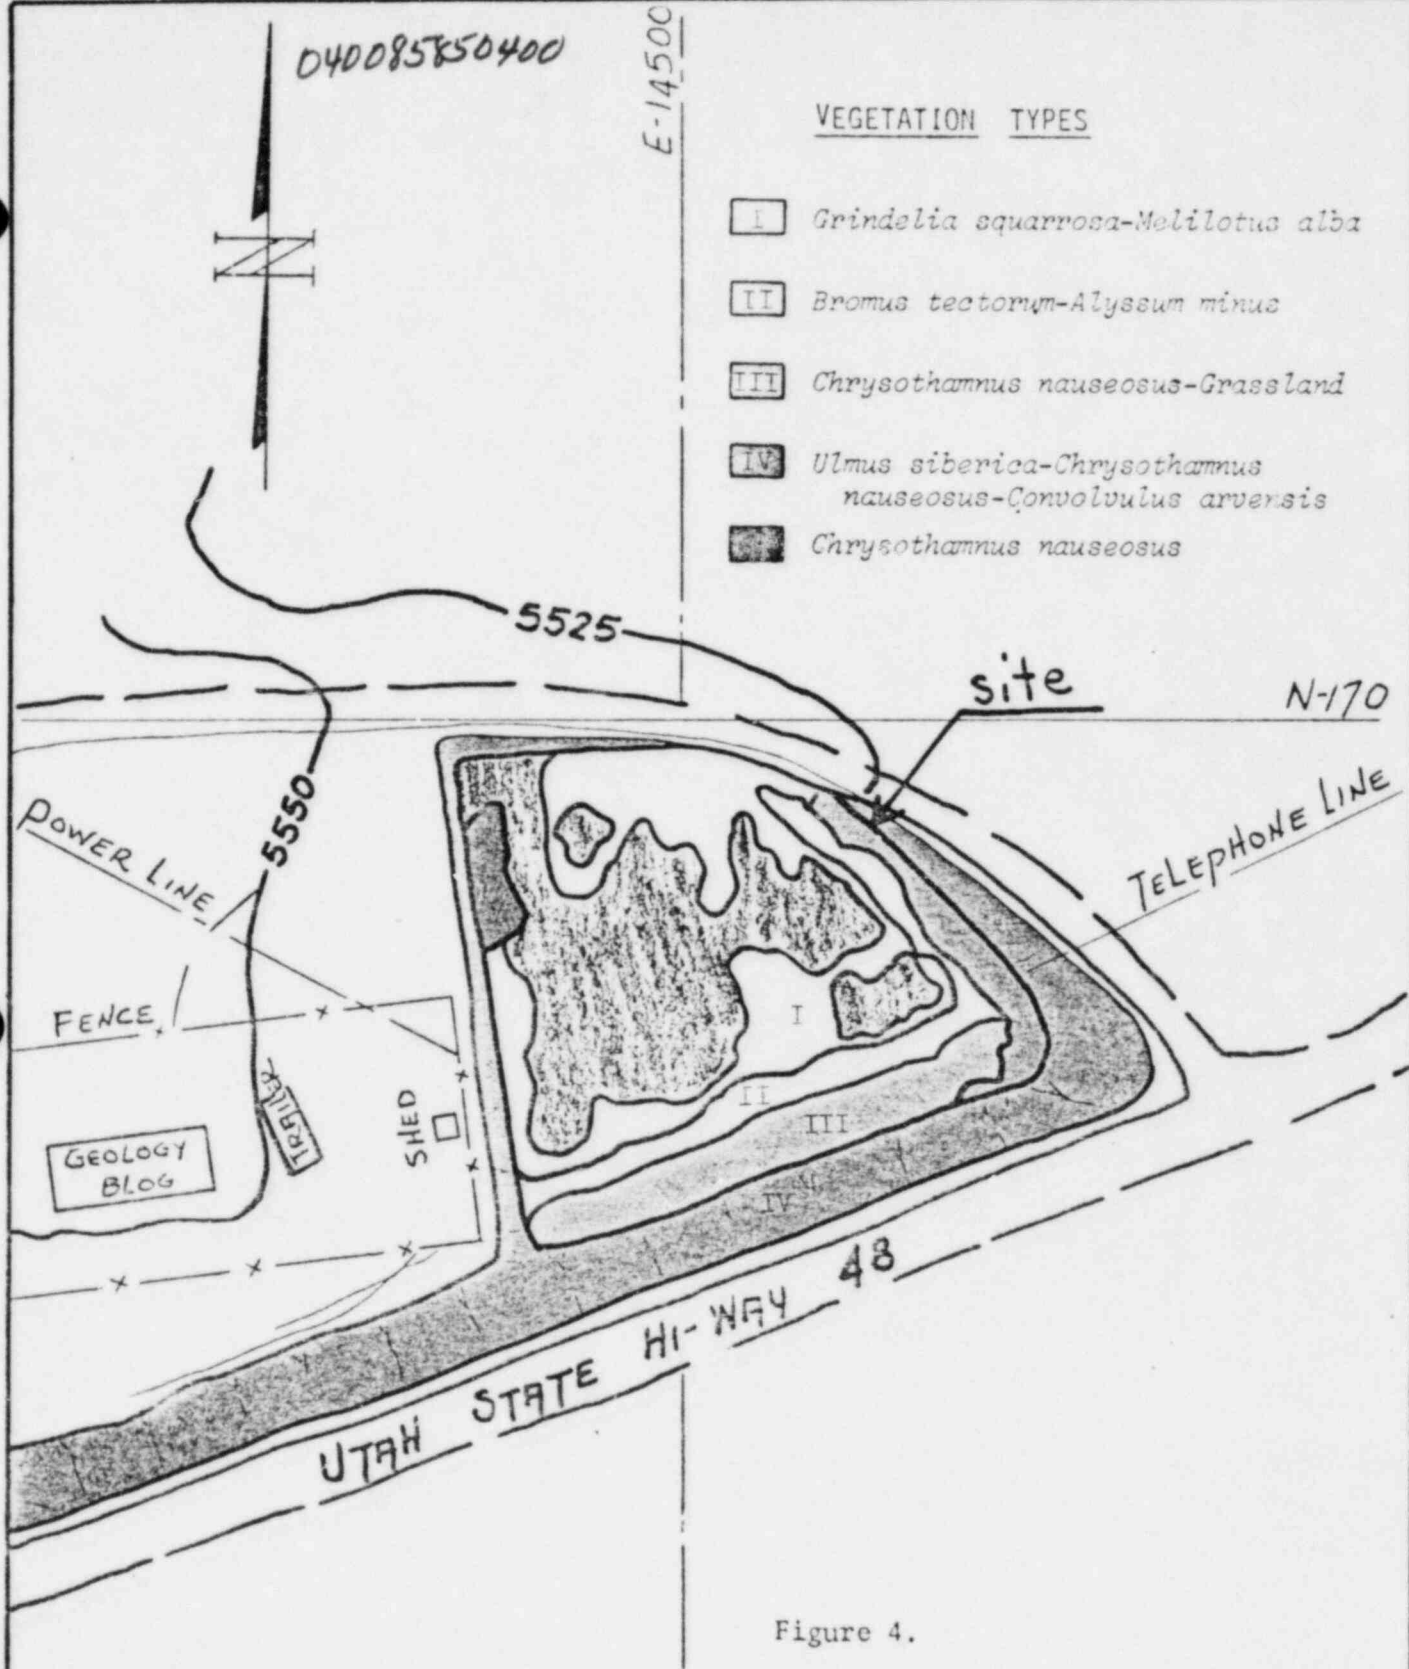 040085850400
E-14500
VEGETATION TYPES
I Grindelia squarrosa-Melilotus alba
II Bromus tectorum-Alyssum minus
III Chrysothamnus nauseosus-Grassland
IV Ulmus siberica-Chrysothamnus
nauseosus-Convolvulus arvensis
Chrysothamnus nauseosus
N
5525
site
N-170
5550
POWER LINE
TELEPHONE LINE
FENCE
I
TRAILER
SHED
II
III
GEOLOGY
BLOG
IV
UTAH STATE HI-WAY 48
Figure 4.